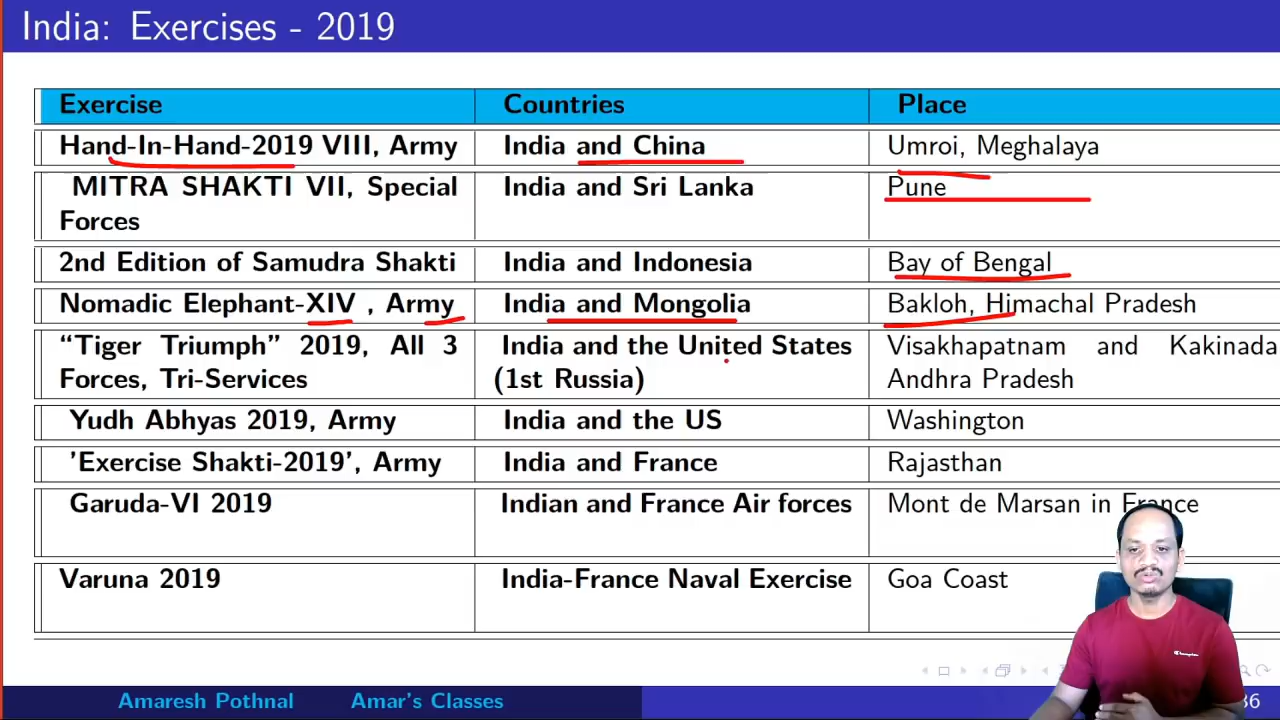 India: Exercises - 2019
Exercise Countries Place
Hand-In-Hand-2019 VIII, Army India and China Umroi, Meghalaya
MITRA SHAKTI VII, Special India and Sri Lanka Pune
Forces
2nd Edition of Samudra Shakti India and Indonesia Bay of Bengal
Nomadic Elephant-XIV , Army India and Mongolia Bakloh, Himachal Pradesh
“Tiger Triumph” 2019, All 3 India and the United States Visakhapatnam and Kakinada
Forces, Tri-Services (1st Russia) Andhra Pradesh
Yudh Abhyas 2019, Army India and the US Washington
’Exercise Shakti-2019’, Army India and France Rajasthan
Garuda-VI 2019 Indian and France Air forces Mont de Marsan in France
Varuna 2019 India-France Naval Exercise Goa Coast
Amaresh Pothnal Amar's Classes 36